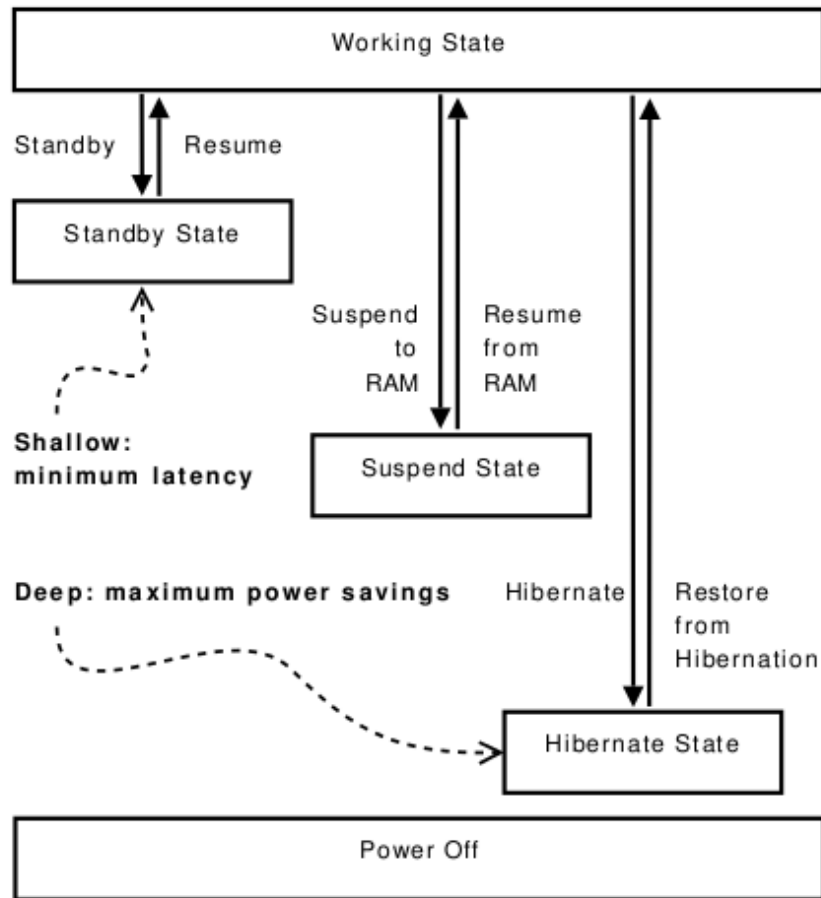 Working State
Standby
Resume
Standby State
Suspend
to
RAM
Resume
from
RAM
Shallow:
minimum latency
Suspend State
Deep: maximum power savings
Hibernate
Restore
from
Hibernation
Hibernate State
Power Off